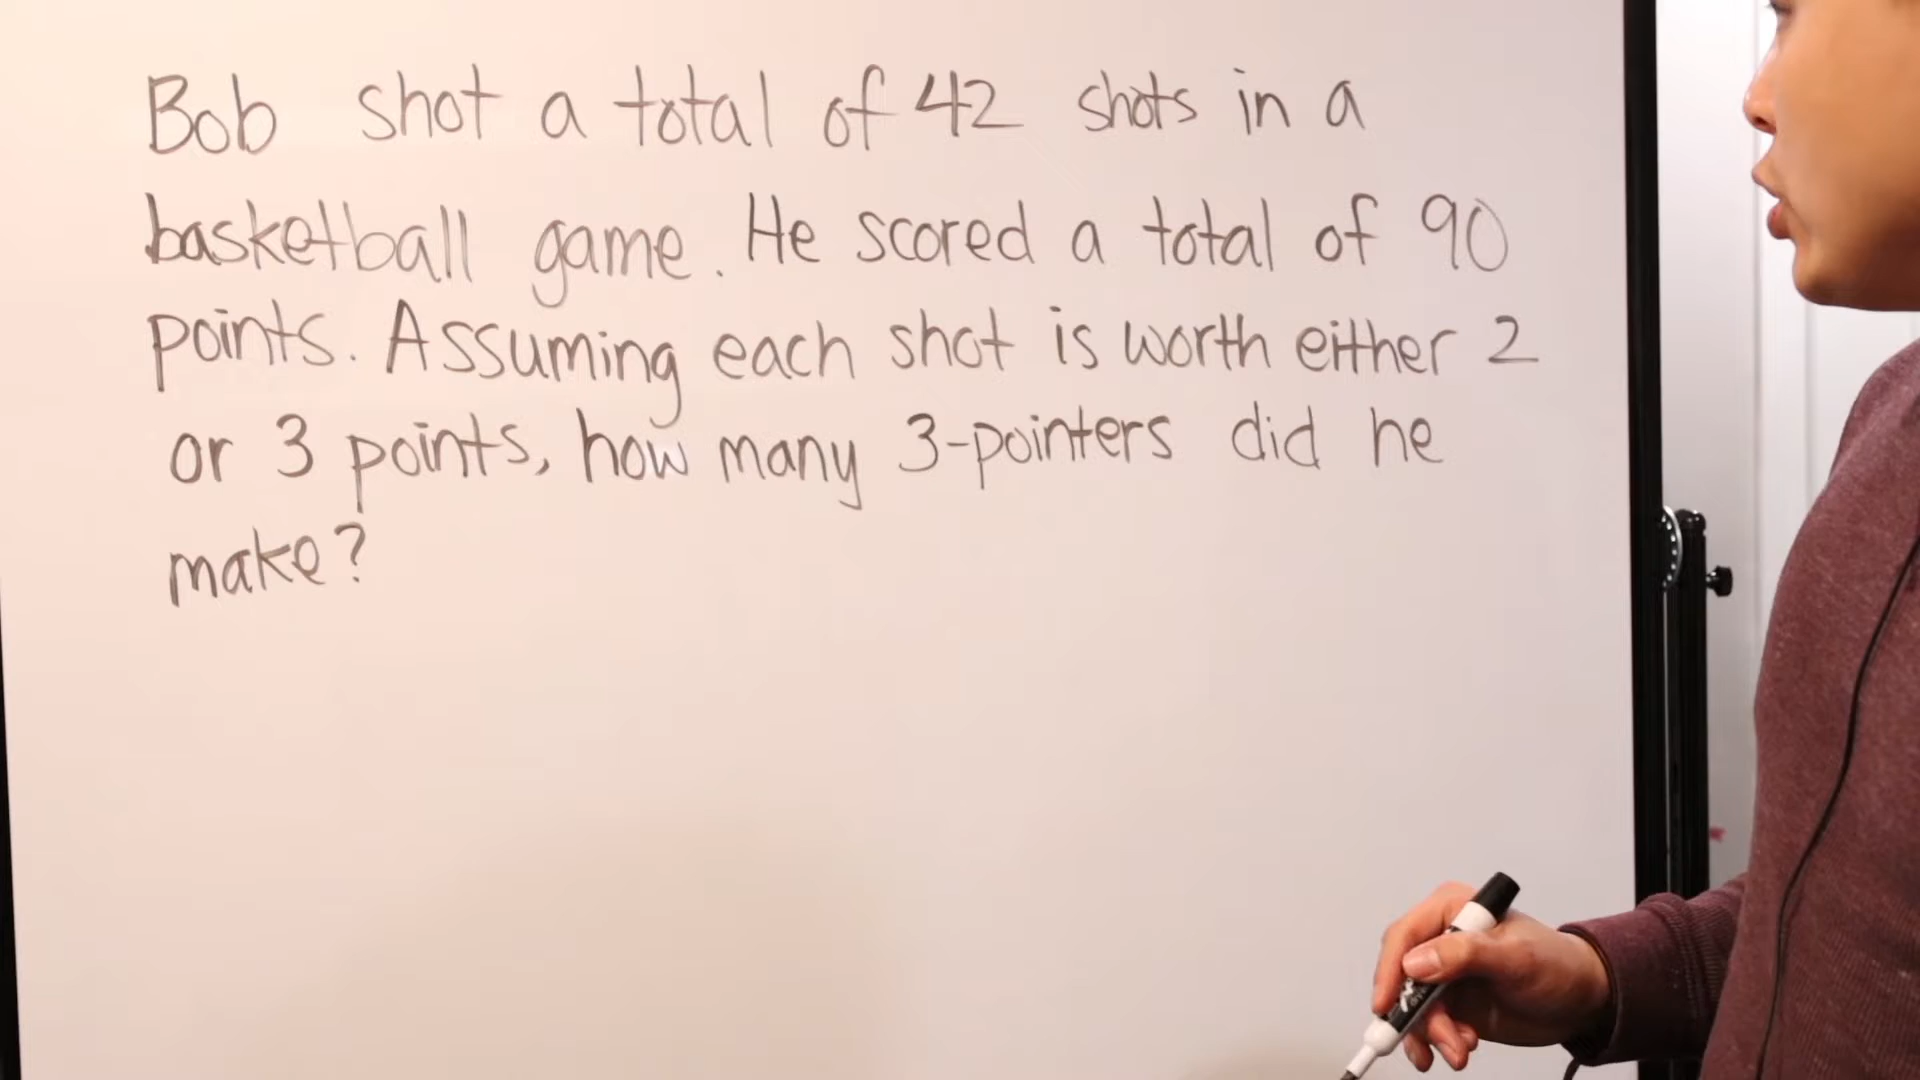 Bob shot a total of 42 shots in a
basketball game. He scored a total of 90
points. Assuming each shot is worth either 2
or 3 points, how many 3-pointers did he
make?